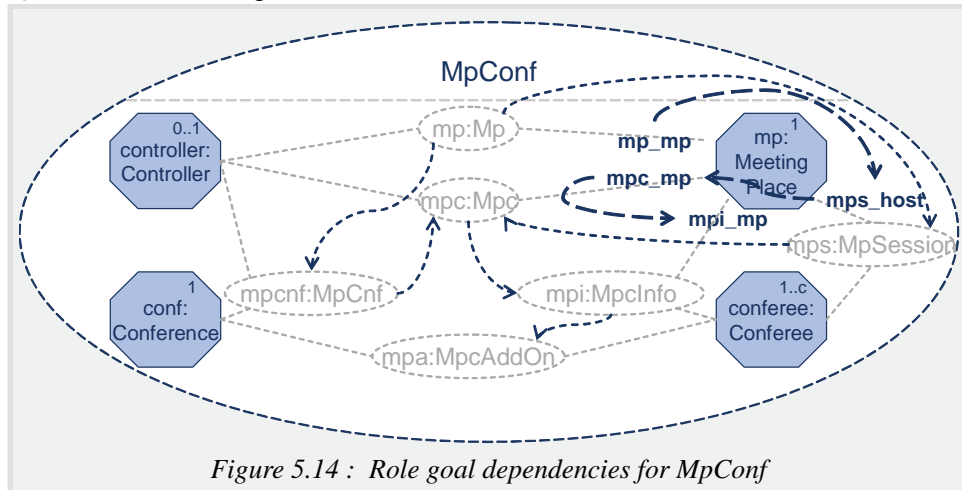 MpConf
0..1
controller:
Controller
mp:Mp
mp_mp
1
mp:
Meeting
Place
mpc:Mpc
mpc_mp
mps_host
mpi_mp
mps:MpSession
1
conf:
Conference
mpcnf:MpCnf
mpi:MpcInfo
1..c
conferee:
Conferee
mpa:MpcAddOn
Figure 5.14 : Role goal dependencies for MpConf